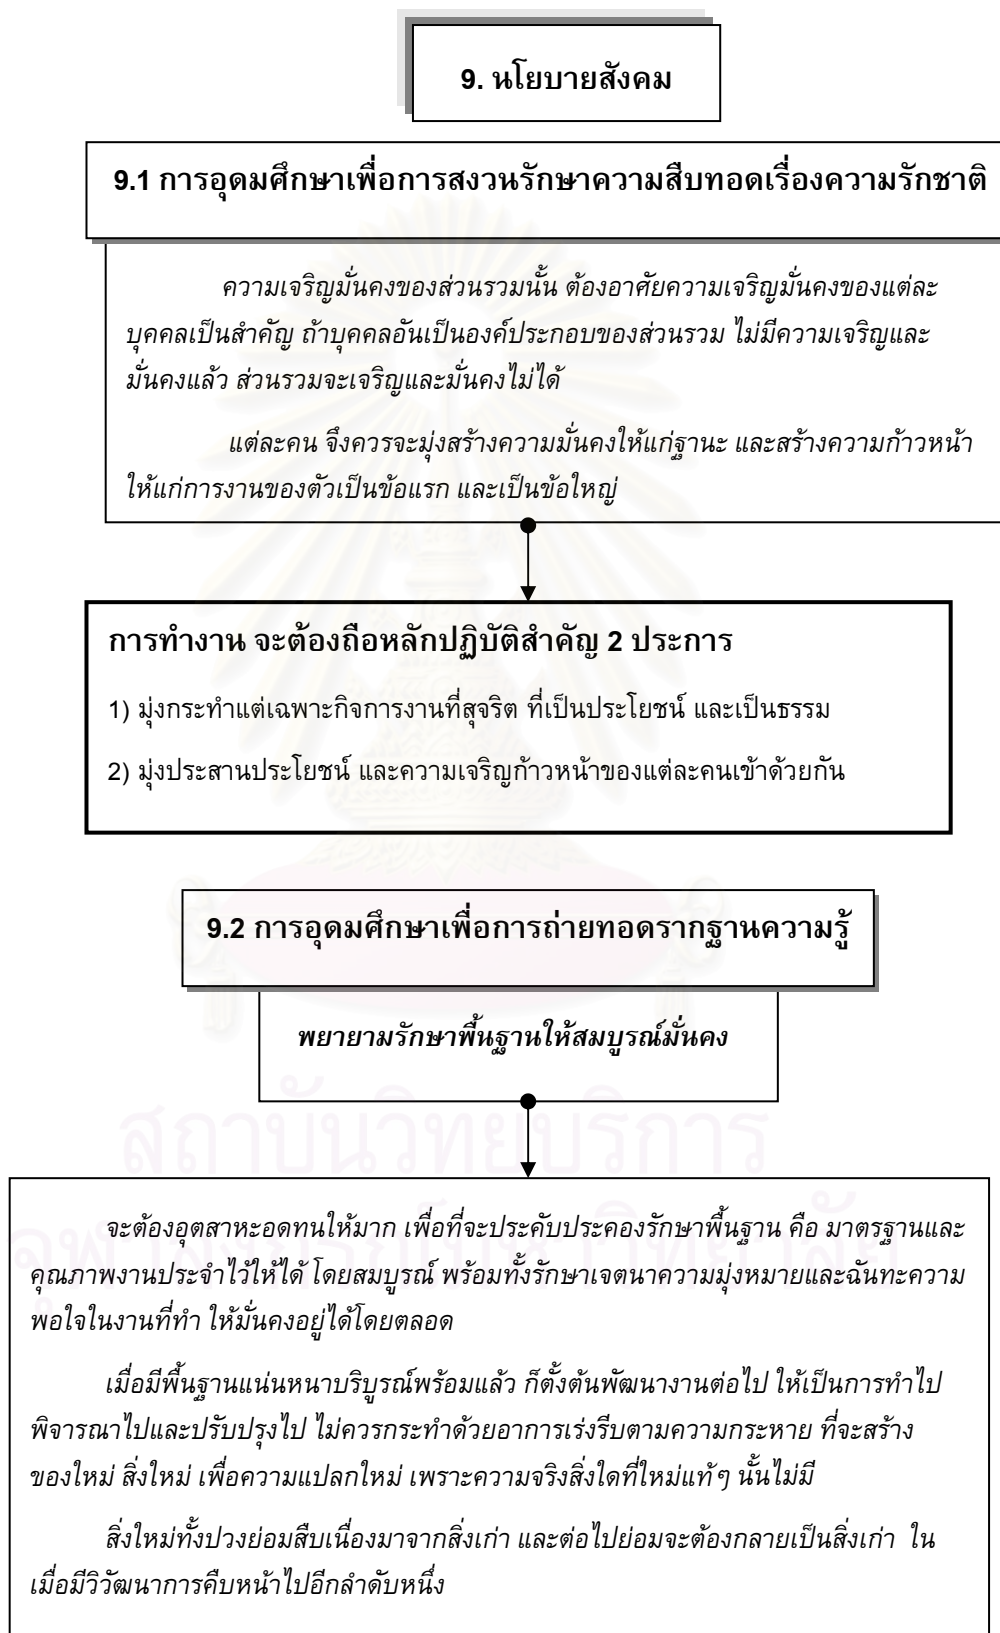 9. นโยบายสังคม
9.1 การอุดมศึกษาเพื่อการสงวนรักษาความสืบทอดเรื่องความรักชาติ
ความเจริญมั่นคงของส่วนรวมนั้น ต้องอาศัยความเจริญมั่นคงของแต่ละ
บุคคลเป็นสำคัญ ถ้าบุคคลอันเป็นองค์ประกอบของส่วนรวม ไม่มีความเจริญและ
มั่นคงแล้ว ส่วนรวมจะเจริญและมั่นคงไม่ได้
แต่ละคน จึงควรจะมุ่งสร้างความมั่นคงให้แก่ฐานะ และสร้างความก้าวหน้า
ให้แก่การงานของตัวเป็นข้อแรก และเป็นข้อใหญ่
การทำงาน จะต้องถือหลักปฏิบัติสำคัญ 2 ประการ
1) มุ่งกระทำแต่เฉพาะกิจการงานที่สุจริต ที่เป็นประโยชน์ และเป็นธรรม
2) มุ่งประสานประโยชน์ และความเจริญก้าวหน้าของแต่ละคนเข้าด้วยกัน
9.2 การอุดมศึกษาเพื่อการถ่ายทอดรากฐานความรู้
พยายามรักษาพื้นฐานให้สมบูรณ์มั่นคง
สถาบันวิทยบริการ
จุฬาลงกรณ์มหาวิทยาลัย
จะต้องอุตสาหะอดทนให้มาก เพื่อที่จะประคับประคองรักษาพื้นฐาน คือ มาตรฐานและ
คุณภาพงานประจำไว้ให้ได้ โดยสมบูรณ์ พร้อมทั้งรักษาเจตนาความมุ่งหมายและฉันทะความ
พอใจในงานที่ทำ ให้มั่นคงอยู่ได้โดยตลอด
เมื่อมีพื้นฐานแน่นหนาบริบูรณ์พร้อมแล้ว ก็ตั้งต้นพัฒนางานต่อไป ให้เป็นการทำไป
พิจารณาไปและปรับปรุงไป ไม่ควรกระทำด้วยอาการเร่งรีบตามความกระหาย ที่จะสร้าง
ของใหม่ สิ่งใหม่ เพื่อความแปลกใหม่ เพราะความจริงสิ่งใดที่ใหม่แท้ๆ นั้นไม่มี
สิ่งใหม่ทั้งปวงย่อมสืบเนื่องมาจากสิ่งเก่า และต่อไปย่อมจะต้องกลายเป็นสิ่งเก่า ใน
เมื่อมีวิวัฒนาการคืบหน้าไปอีกลำดับหนึ่ง